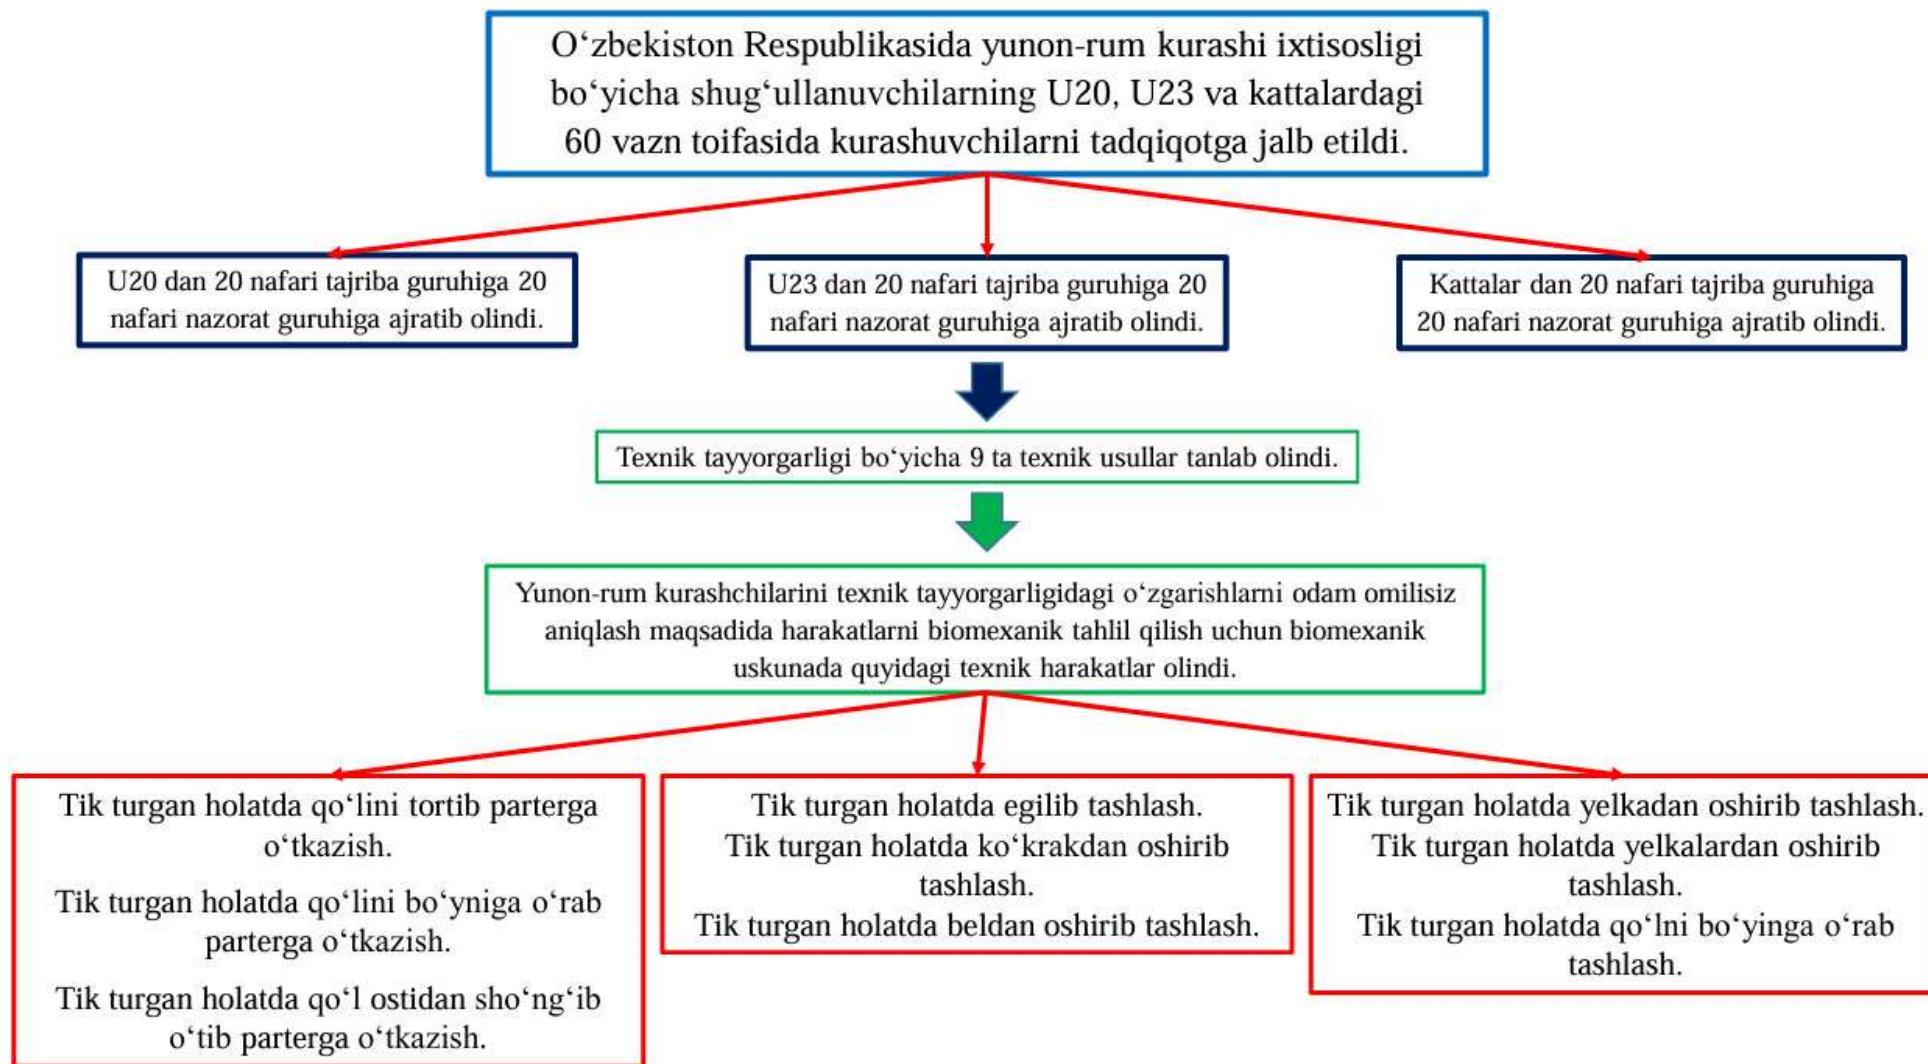 O‘zbekiston Respublikasida yunon-rum kurashi ixtisosligi
bo‘yicha shug‘ullanuvchilarning U20, U23 va kattalardagi
60 vazn toifasida kurashuvchilarni tadqiqotga jalb etildi.
U20 dan 20 nafari tajriba guruhiga 20
nafari nazorat guruhiga ajratib olindi.
U23 dan 20 nafari tajriba guruhiga 20
nafari nazorat guruhiga ajratib olindi.
Kattalar dan 20 nafari tajriba guruhiga
20 nafari nazorat guruhiga ajratib olindi.
Texnik tayyorgarligi bo‘yicha 9 ta texnik usullar tanlab olindi.
Yunon-rum kurashchilarini texnik tayyorgarligidagi o‘zgarishlarni odam omilisiz
aniqlash maqsadida harakatlarni biomexanik tahlil qilish uchun biomexanik
uskunada quyidagi texnik harakatlar olindi.
Tik turgan holatda qo‘lini tortib parterga
o‘tkazish.
Tik turgan holatda qo‘lini bo‘yniga o‘rab
parterga o‘tkazish.
Tik turgan holatda qo‘l ostidan sho‘ng‘ib
o‘tib parterga o‘tkazish.
Tik turgan holatda egilib tashlash.
Tik turgan holatda ko‘krakdan oshirib
tashlash.
Tik turgan holatda beldan oshirib tashlash.
Tik turgan holatda yelkadan oshirib tashlash.
Tik turgan holatda yelkalardan oshirib
tashlash.
Tik turgan holatda qo‘lni bo‘yinga o‘rab
tashlash.